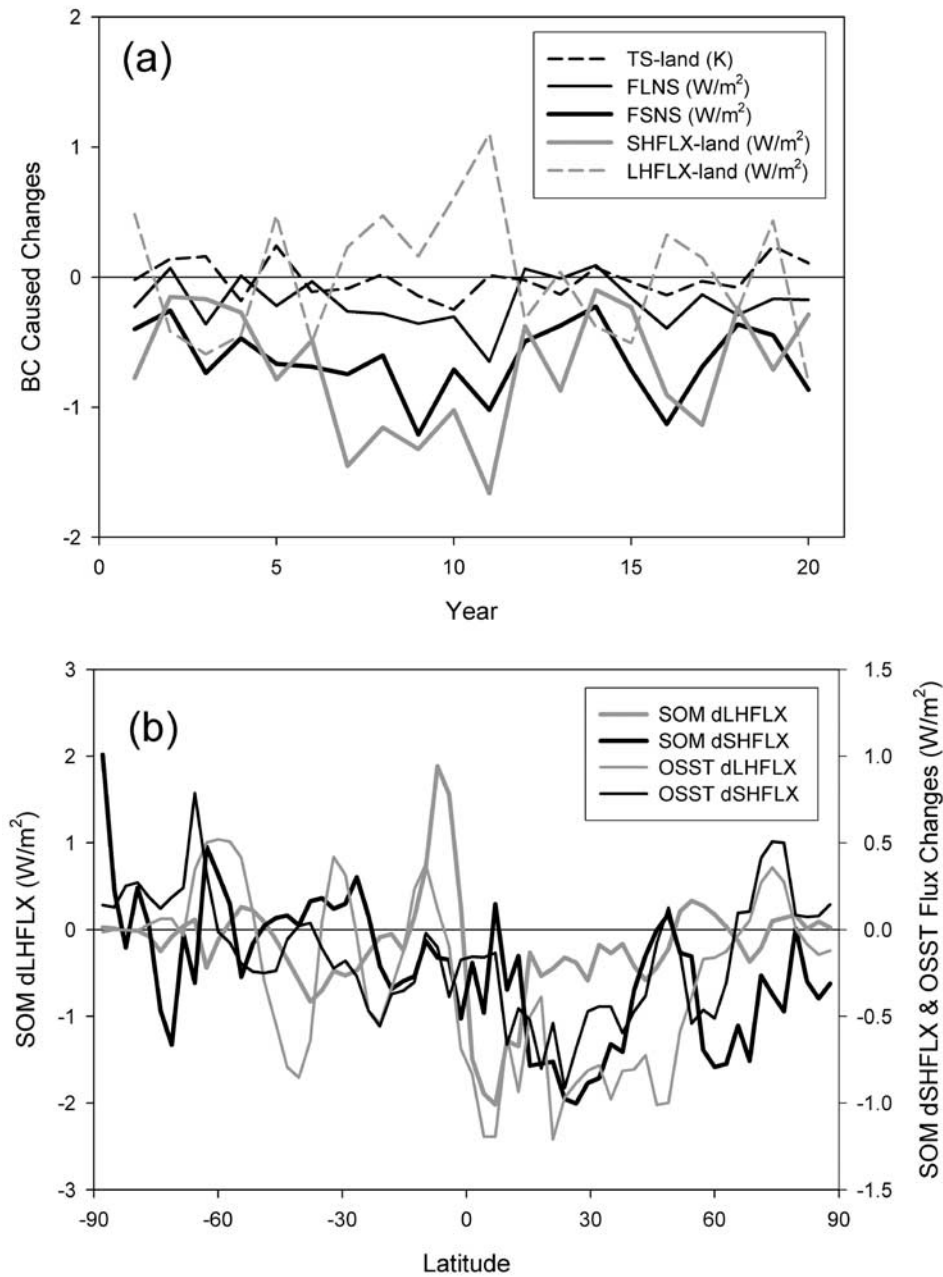 (a)
TS-land (K)
FLNS (W/m²)
FSNS (W/m²)
SHFLX-land (W/m²)
LHFLX-land (W/m²)
BC Caused Changes
2
1
0
-1
-2
0
5
10
15
20
Year
(b)
SOM dLHFLX
SOM dSHFLX
OSST dLHFLX
OSST dSHFLX
SOM dLHFLX (W/m²)
3
2
1
0
-1
-2
-3
1.5
1.0
0.5
0.0
-0.5
-1.0
-1.5
SOM dSHFLX & OSST Flux Changes (W/m²)
-90
-60
-30
0
30
60
90
Latitude